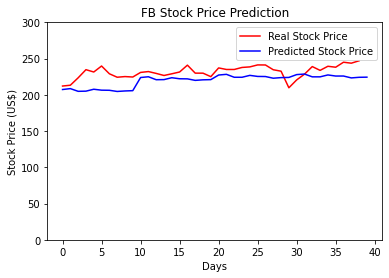 FB Stock Price Prediction
Real Stock Price
Predicted Stock Price
Stock Price (US$)
300
250
200
150
100
50
0
0 5 10 15 20 25 30 35 40
Days